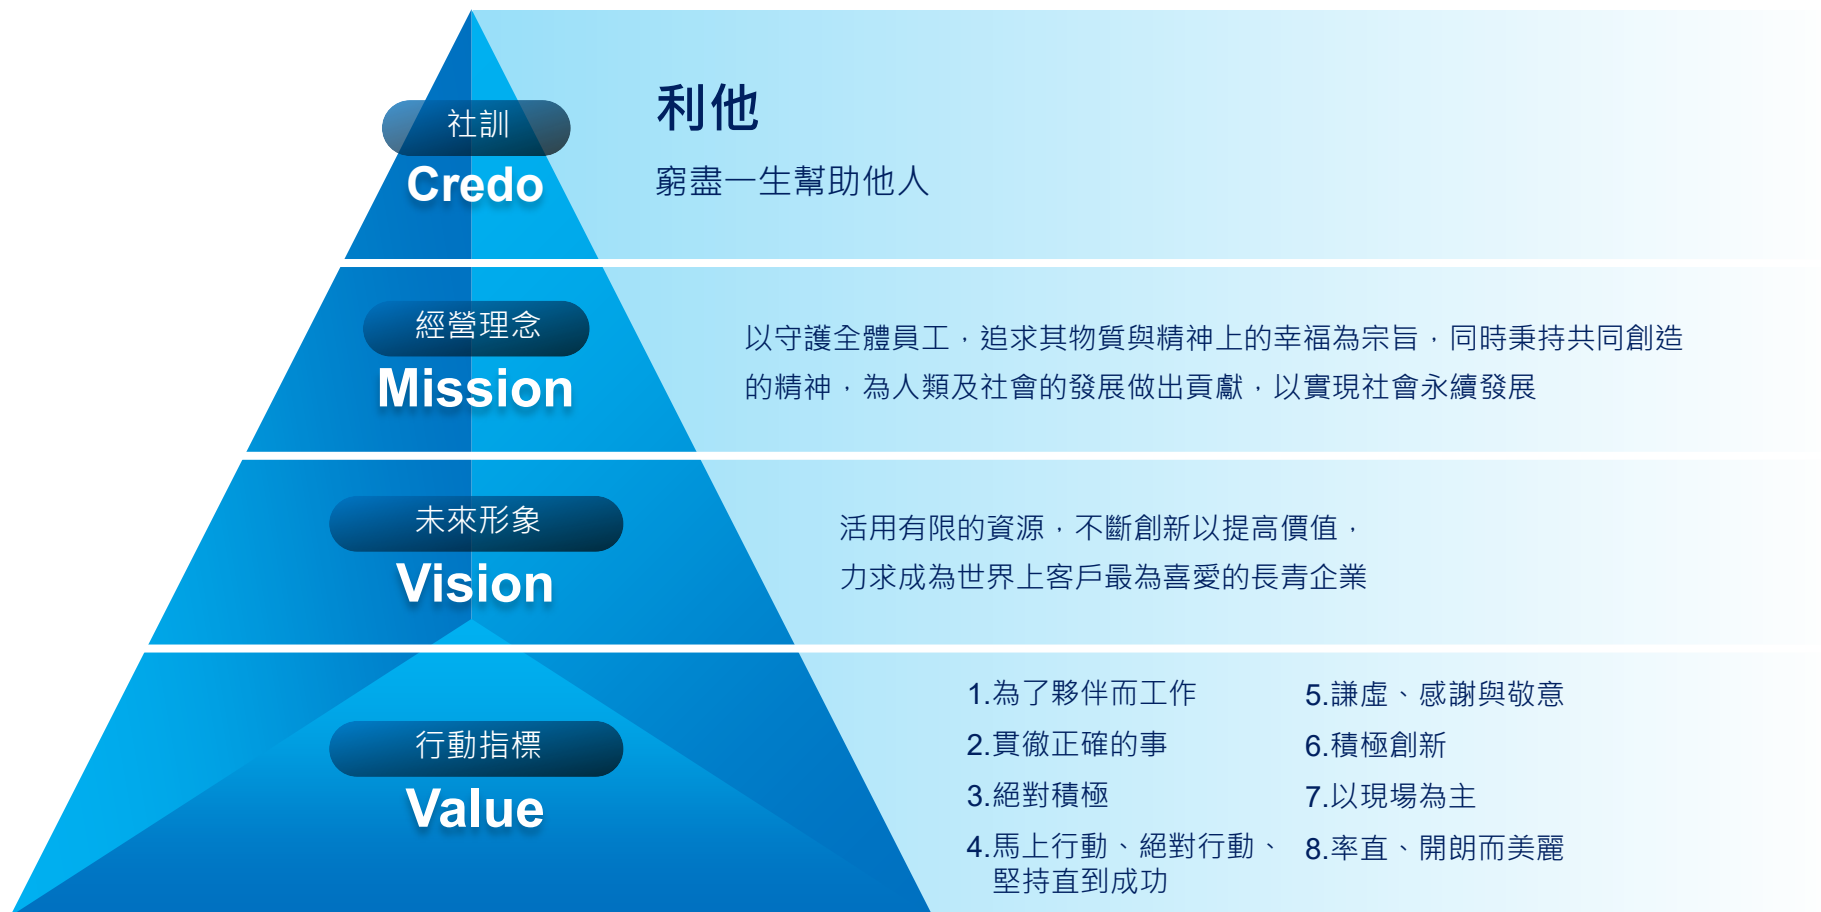 社訓
Credo
利他
窮盡一生幫助他人
經營理念
Mission
以守護全體員工，追求其物質與精神上的幸福為宗旨，同時秉持共同創造
的精神，為人類及社會的發展做出貢獻，以實現社會永續發展
未來形象
Vision
活用有限的資源，不斷創新以提高價值，
力求成為世界上客戶最為喜愛的長青企業
行動指標
Value
1.為了夥伴而工作
2.貫徹正確的事
3.絕對積極
4.馬上行動、絕對行動、
堅持直到成功
5.謙虛、感謝與敬意
6.積極創新
7.以現場為主
8.率直、開朗而美麗